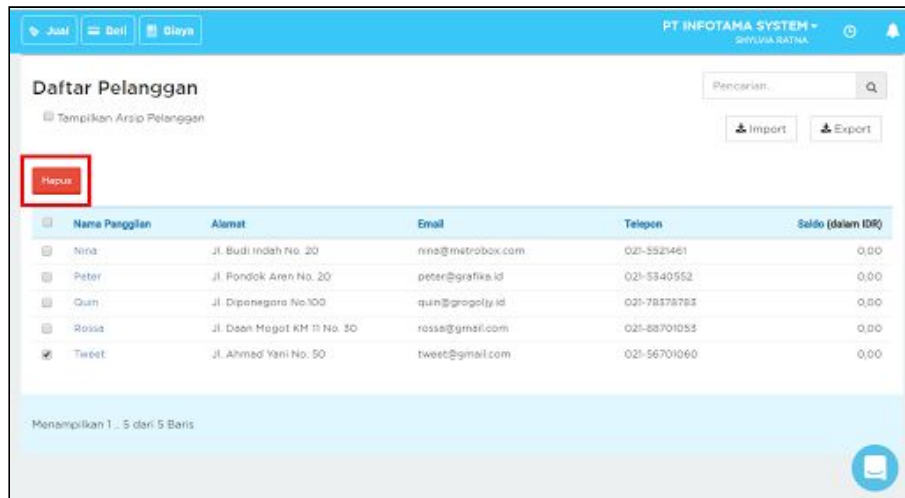 Jual Beli Biaya PT INFOTAMA SYSTEM
SHYLVIA RATNA
Daftar Pelanggan Pencarian..
Tampilkan Arsip Pelanggan
Import Export
Hapus
Nama Panggilan Alamat Email Telepon Saldo (dalam IDR)
Nina Jl. Budi Indah No. 20 nina@metrobox.com 021-5521461 0,00
Peter Jl. Pondok Aren No. 20 peter@grafika.id 021-5340552 0,00
Quin Jl. Diponegoro No.100 021-78378783 0,00
Rossa Jl. Daan Mogot KM 11 No. 30 rossa@gmail.com 021-88701053 0,00
Tweet Jl. Ahmad Yani No. 50 tweet@gmail.com 021-56701060 0,00
Menampilkan 1 .. 5 dari 5 Baris